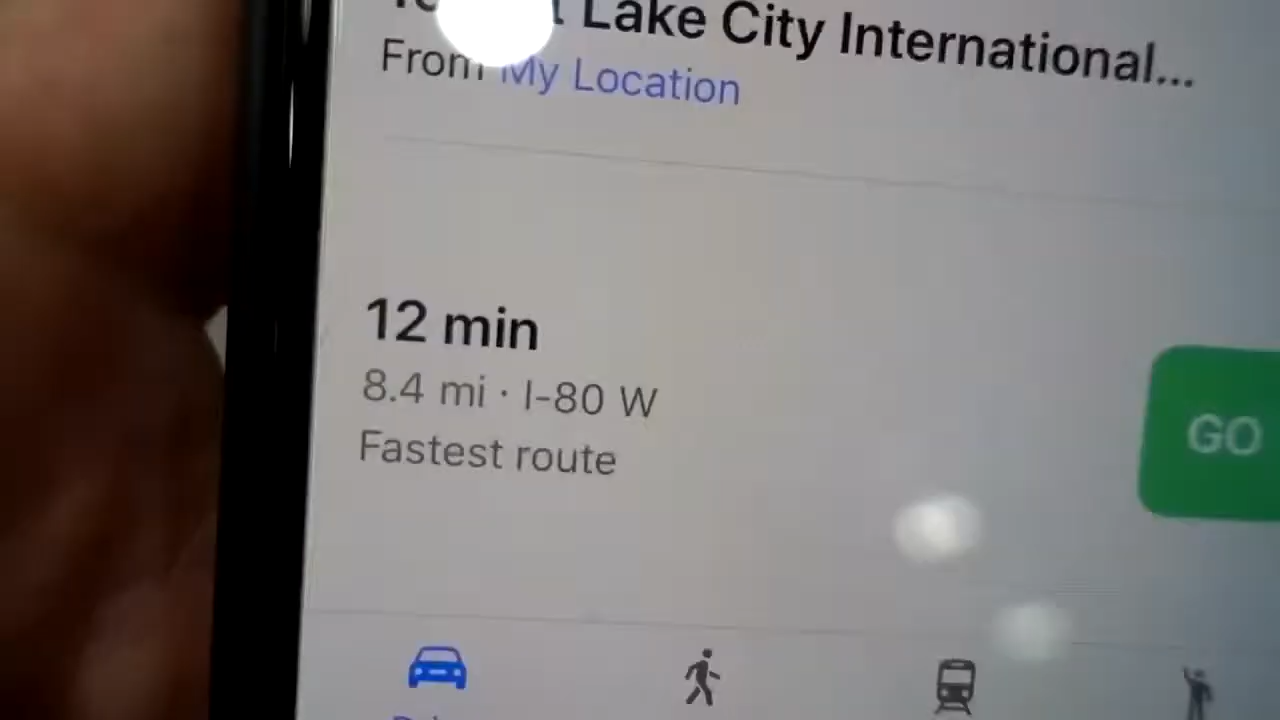 Lake City International...
From My Location
12 min
8.4 mi · I-80 W
Fastest route
GO